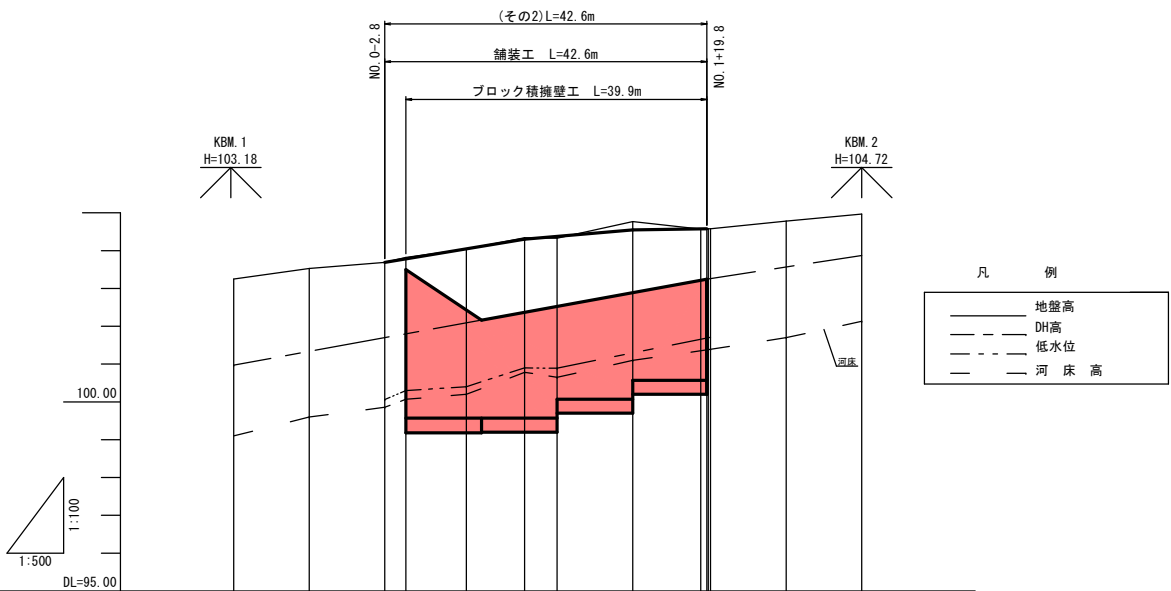 (その2)L=42.6m
NO.0-2.8
NO.1+19.8
舗装工 L=42.6m
ブロック積擁壁工 L=39.9m
KBM.1
H=103.18
KBM.2
H=104.72
凡 例
地盤高
DH高
低水位
河 床 高
河床
100.00
1:100
1:500
DL=95.00